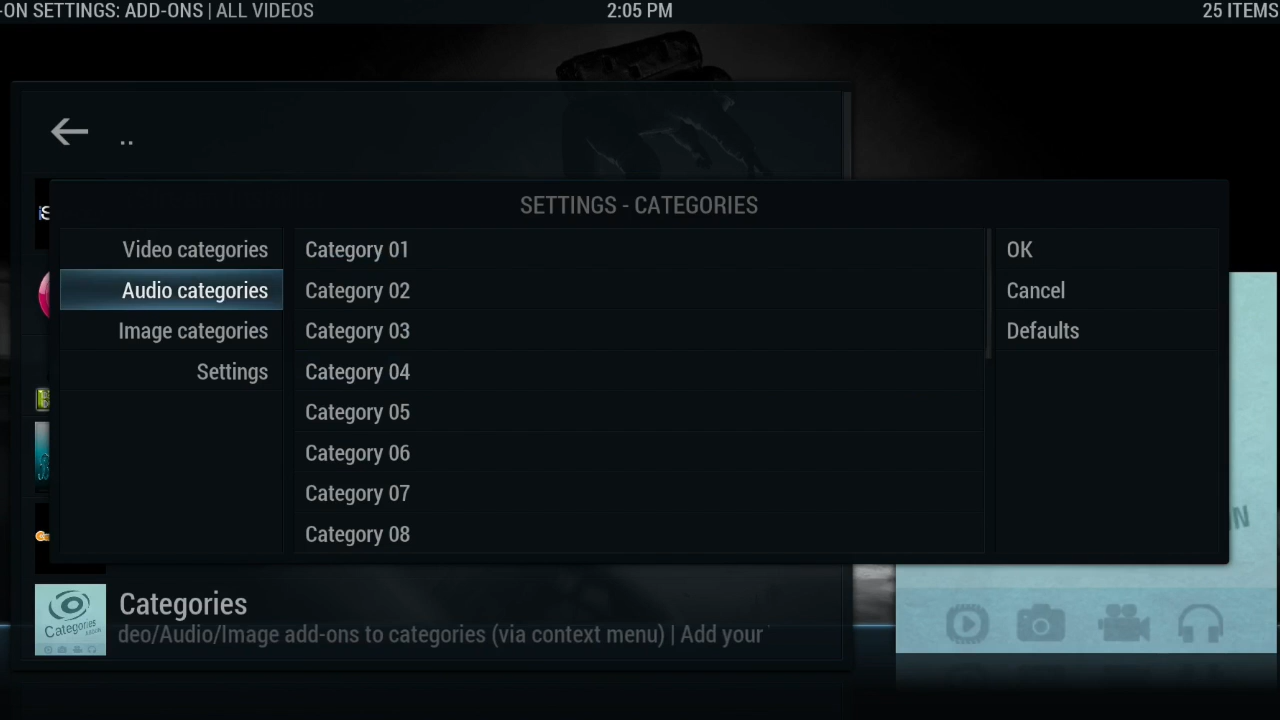 -ON SETTINGS: ADD-ONS | ALL VIDEOS
2:05 PM
25 ITEMS
..
iS
SETTINGS - CATEGORIES
Video categories
Audio categories
Image categories
Settings
Category 01
Category 02
Category 03
Category 04
Category 05
Category 06
Category 07
Category 08
OK
Cancel
Defaults
Categories
Categories
deo/Audio/Image add-ons to categories (via context menu) | Add your